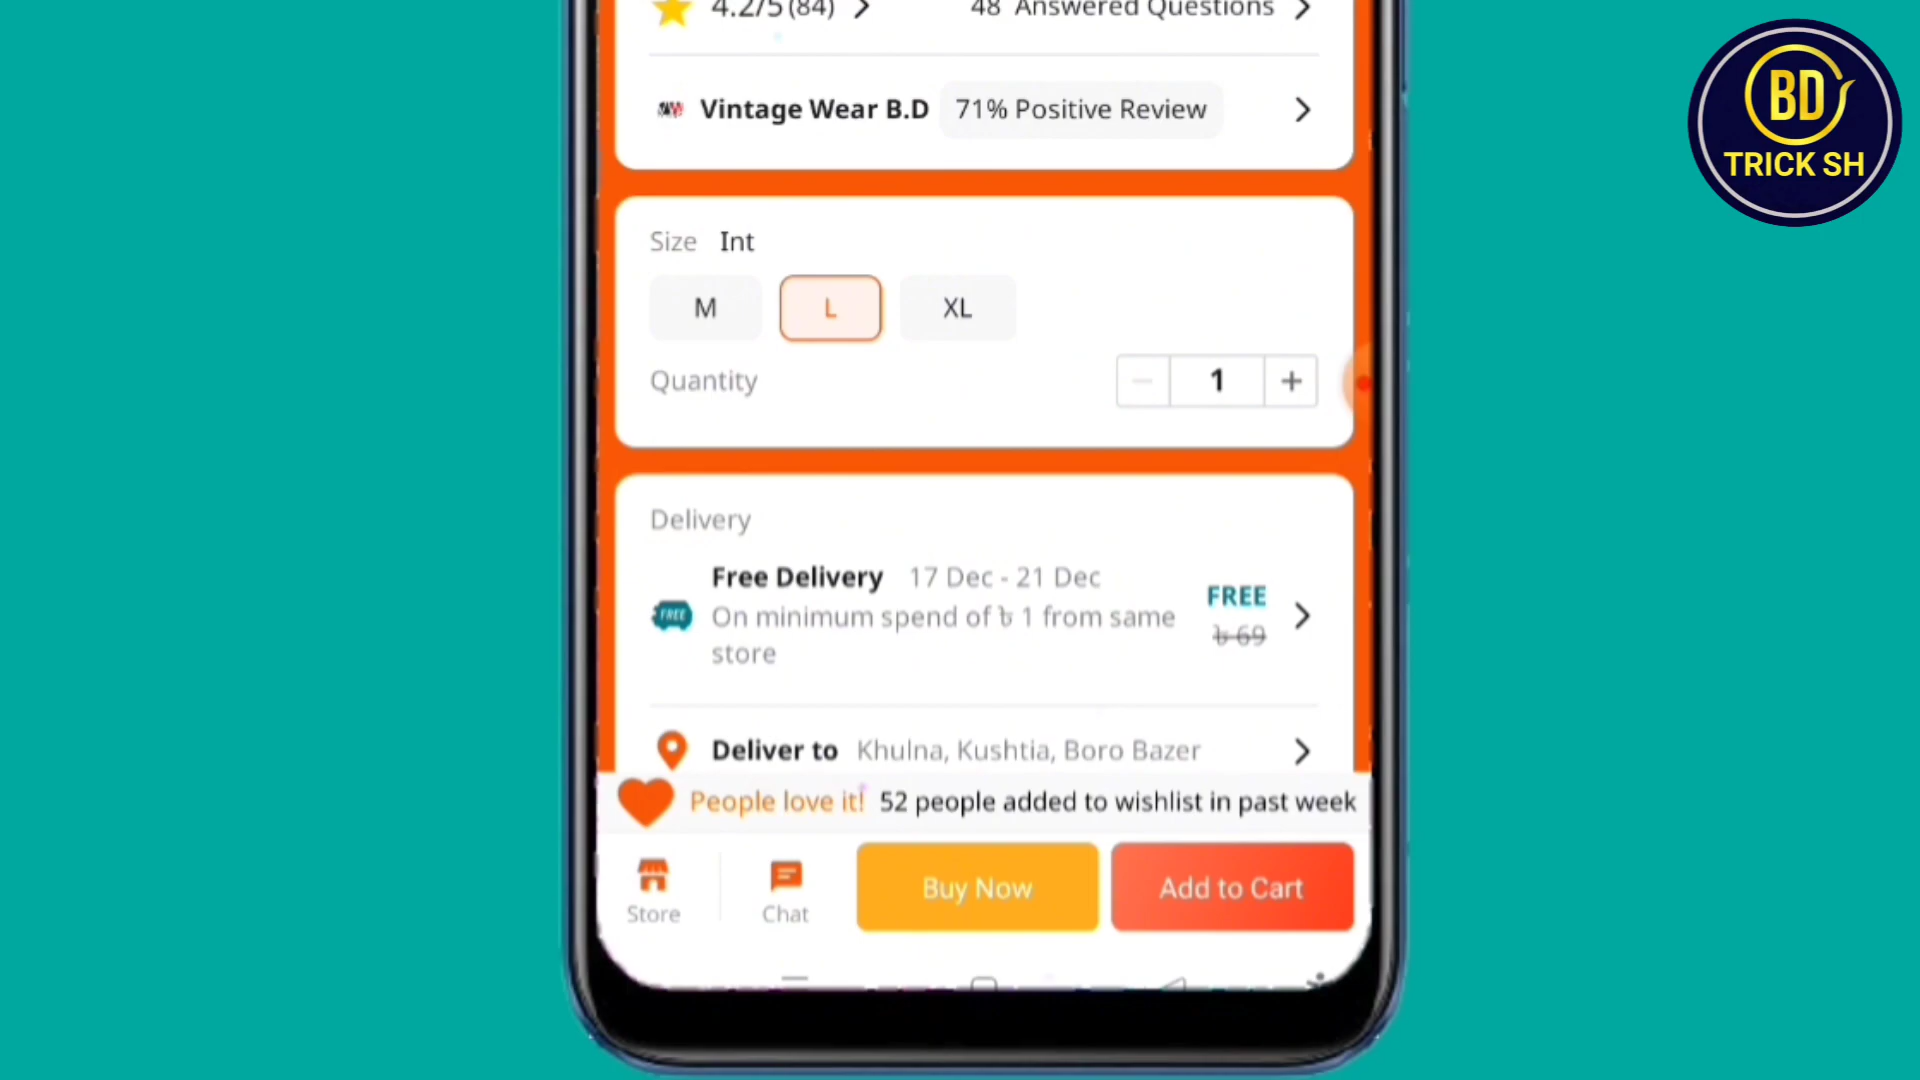 4.2/5 (84)
48 Answered Questions
Vintage Wear B.D
71% Positive Review
BD
TRICK SH
Size Int
M
L
XL
Quantity
1
Delivery
Free Delivery 17 Dec - 21 Dec
FREE
On minimum spend of ৳ 1 from same
store
FREE
৳ 69
Deliver to Khulna, Kushtia, Boro Bazer
People love it! 52 people added to wishlist in past week
Store
Chat
Buy Now
Add to Cart